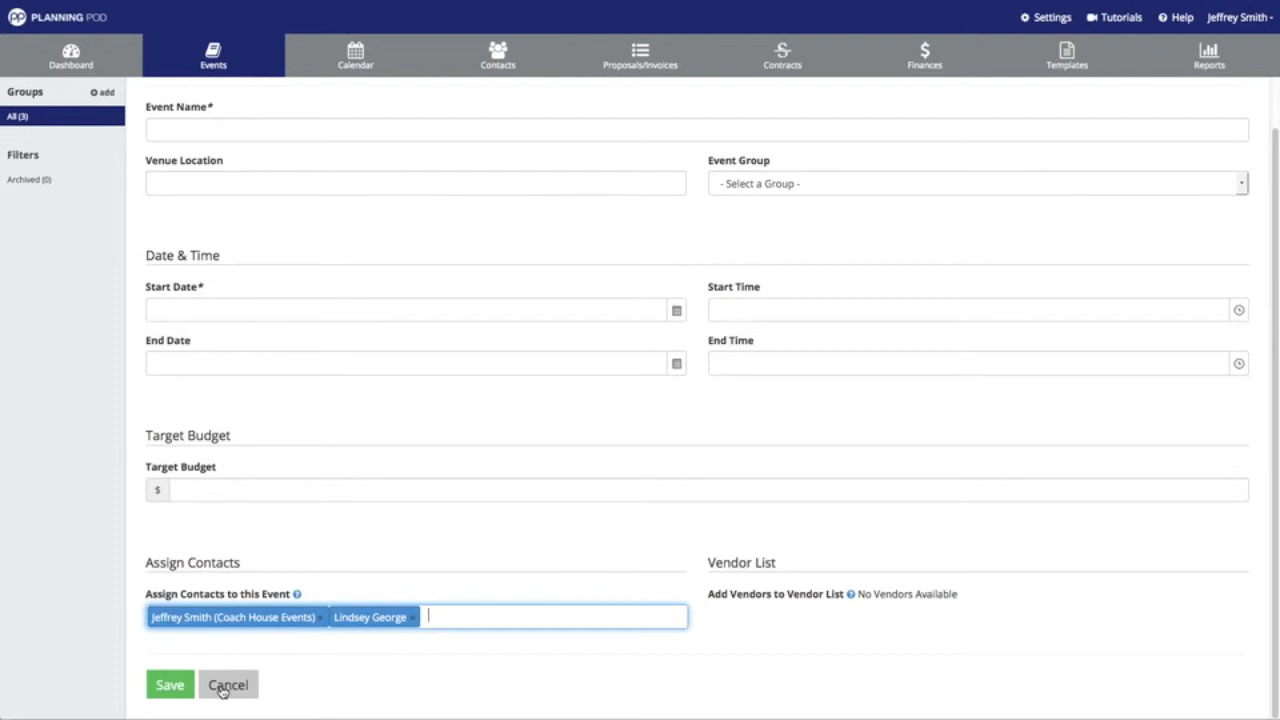 pp PLANNING POD
Settings Tutorials Help Jeffrey Smith
Dashboard Events Calendar Contacts Proposals/Invoices Contracts Finances Templates Reports
Groups add
All (3)
Filters
Archived (0)
Event Name*
Venue Location Event Group
- Select a Group -
Date & Time
Start Date* Start Time
End Date End Time
Target Budget
Target Budget
$
Assign Contacts Vendor List
Assign Contacts to this Event ? Add Vendors to Vendor List ? No Vendors Available
Jeffrey Smith (Coach House Events) × Lindsey George ×
Save Cancel